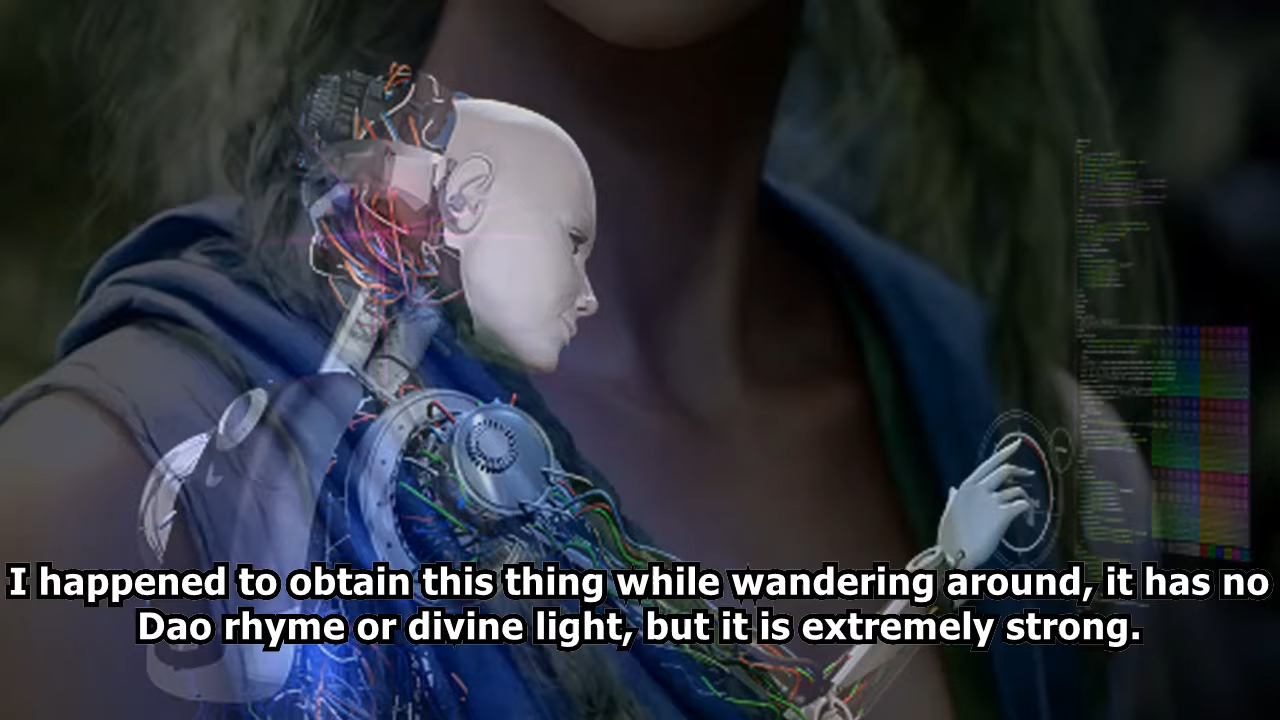 I happened to obtain this thing while wandering around, it has no
Dao rhyme or divine light, but it is extremely strong.